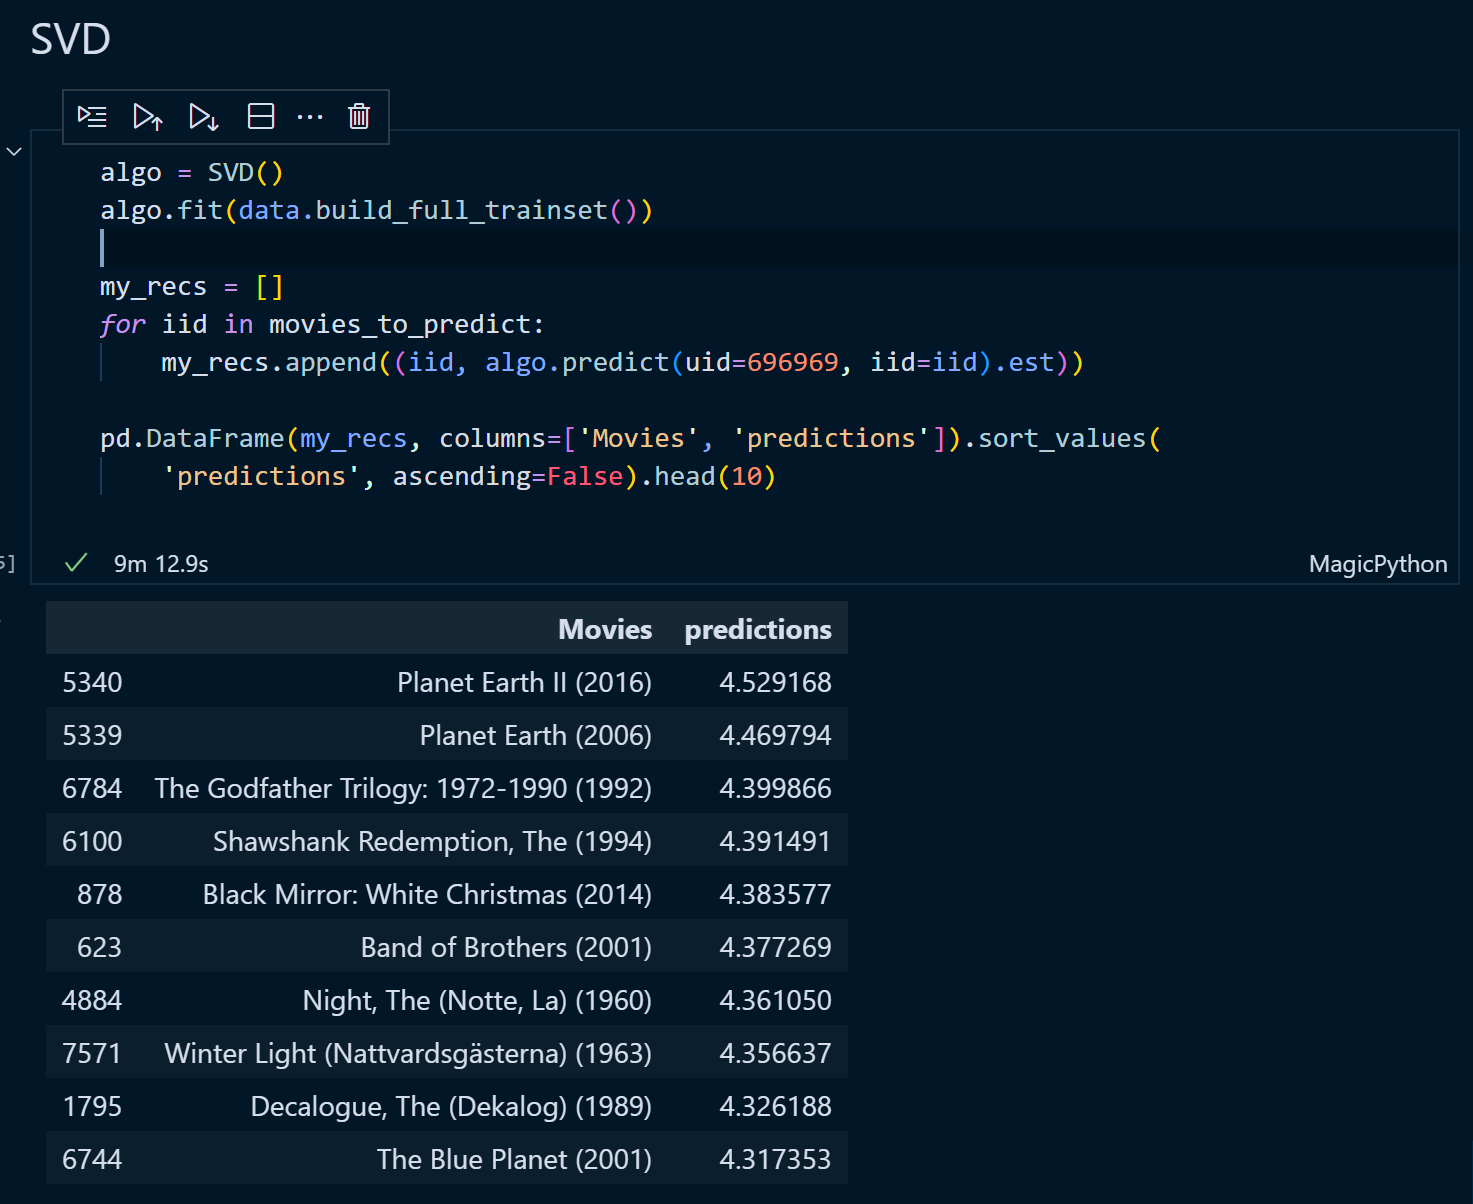 SVD
algo = SVD()
algo.fit(data.build_full_trainset())
my_recs = []
for iid in movies_to_predict:
my_recs.append((iid, algo.predict(uid=696969, iid=iid).est))
pd.DataFrame(my_recs, columns=['Movies', 'predictions']).sort_values(
'predictions', ascending=False).head(10)
5]
9m 12.9s MagicPython
Movies predictions
5340 Planet Earth II (2016) 4.529168
5339 Planet Earth (2006) 4.469794
6784 The Godfather Trilogy: 1972-1990 (1992) 4.399866
6100 Shawshank Redemption, The (1994) 4.391491
878 Black Mirror: White Christmas (2014) 4.383577
623 Band of Brothers (2001) 4.377269
4884 Night, The (Notte, La) (1960) 4.361050
7571 Winter Light (Nattvardsgästerna) (1963) 4.356637
1795 Decalogue, The (Dekalog) (1989) 4.326188
6744 The Blue Planet (2001) 4.317353